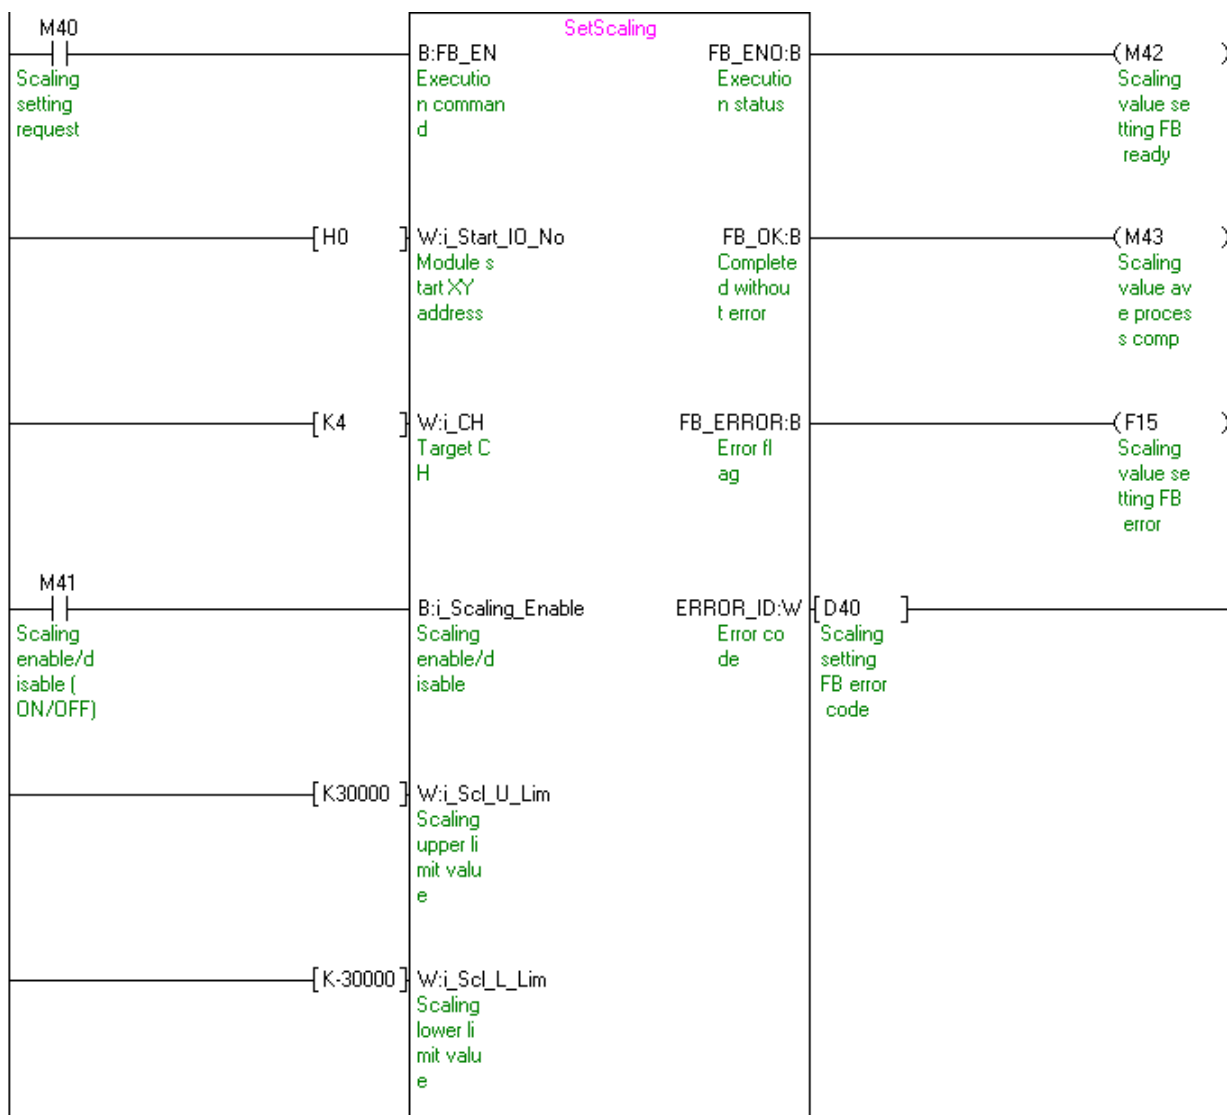 M40
SetScaling
B:FB_EN
FB_ENO:B
(M42 )
Scaling
setting
request
Executio
n comman
d
Executio
n status
Scaling
value se
tting FB
ready
[H0 ]
W:i_Start_IO_No
FB_OK:B
(M43 )
Module s
tart XY
address
Complete
d withou
t error
Scaling
value av
e proces
s comp
[K4 ]
W:i_CH
FB_ERROR:B
(F15 )
Target C
H
Error fl
ag
Scaling
value se
tting FB
error
M41
B:i_Scaling_Enable
ERROR_ID:W
[D40 ]
Scaling
enable/d
isable (
ON/OFF)
Scaling
enable/d
isable
Error co
de
Scaling
setting
FB error
code
[K30000 ]
W:i_Scl_U_Lim
Scaling
upper li
mit valu
e
[K-30000 ]
W:i_Scl_L_Lim
Scaling
lower li
mit valu
e